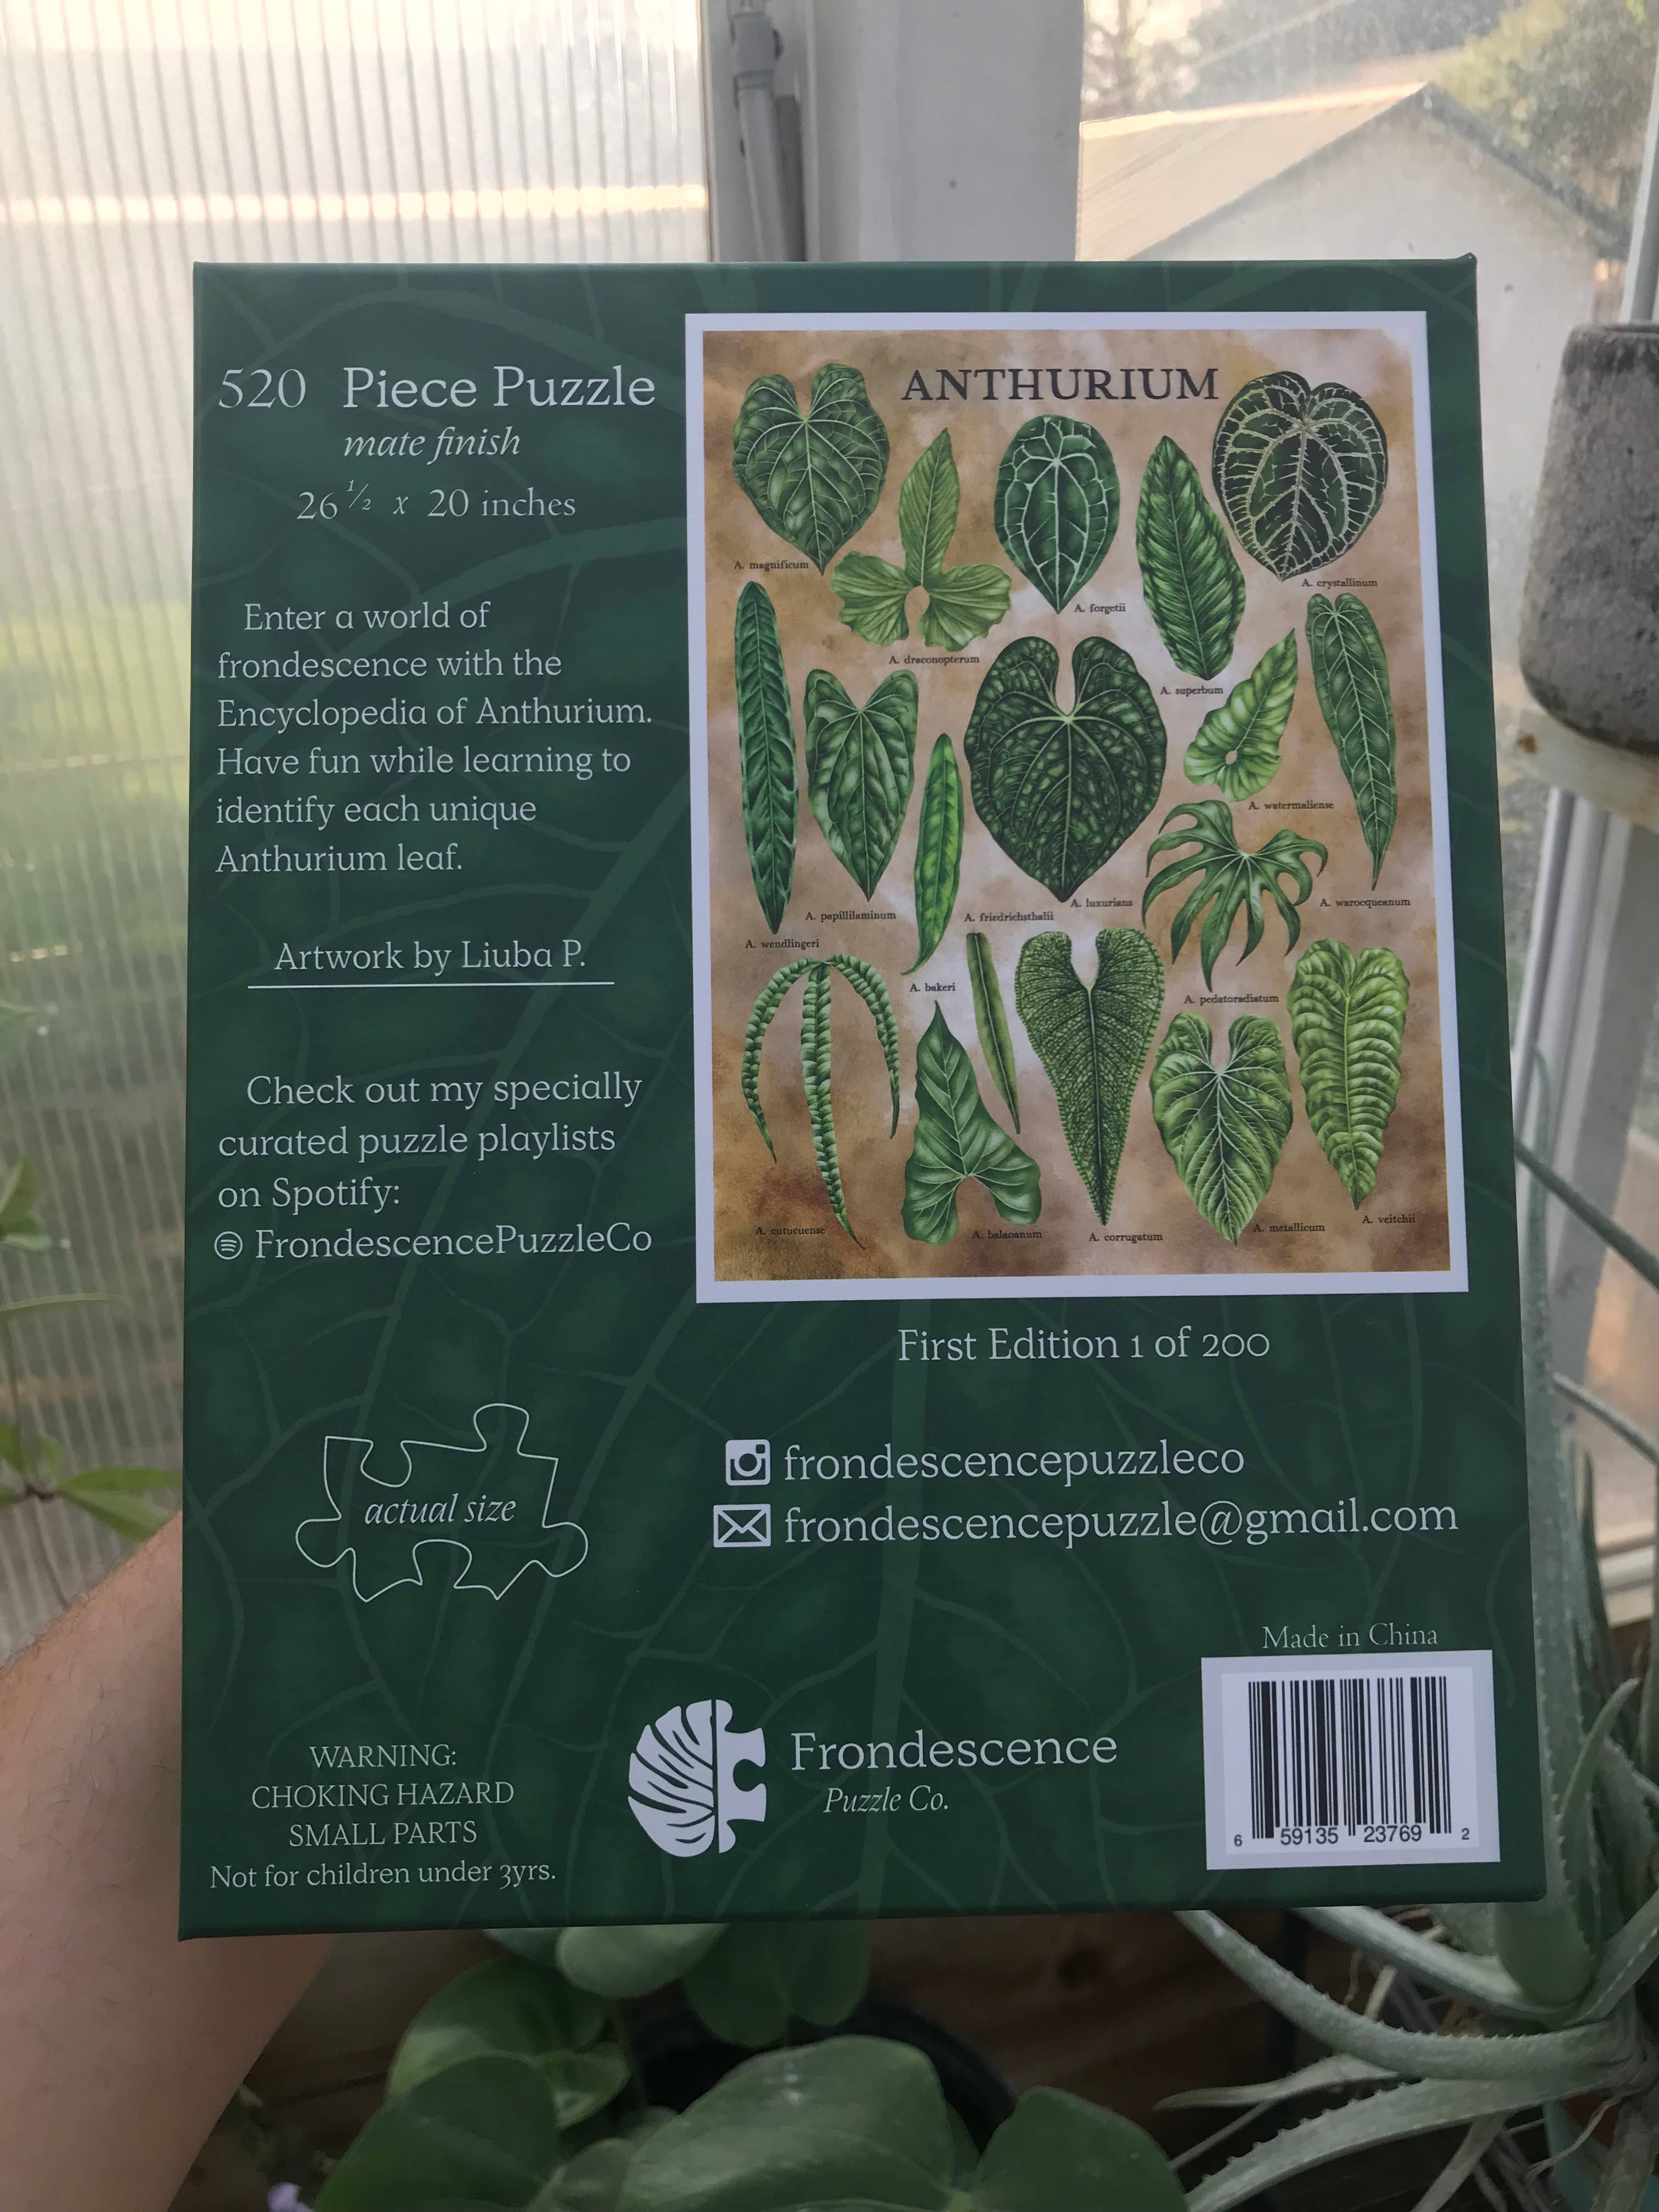 520 Piece Puzzle
mate finish
26 ½ x 20 inches
Enter a world of
frondescence with the
Encyclopedia of Anthurium.
Have fun while learning to
identify each unique
Anthurium leaf.
Artwork by Liuba P.
Check out my specially
curated puzzle playlists
on Spotify:
FrondescencePuzzleCo
actual size
WARNING:
CHOKING HAZARD
SMALL PARTS
Not for children under 3yrs.
ANTHURIUM
A. magnificum
A. crystallinum
A. forgetii
A. draconopterum
A. superbum
A. watermaliense
A. warocqueanum
A. luxurians
A. papillilaminum
A. friedrichsthalii
A. wendlingeri
A. bakeri
A. pedatoradiatum
A. cutucuense
A. balaoanum
A. corrugatum
A. metallicum
A. veitchii
First Edition 1 of 200
frondescencepuzzleco
frondescencepuzzle@gmail.com
Made in China
Frondescence
Puzzle Co.
6 59135 23769 2